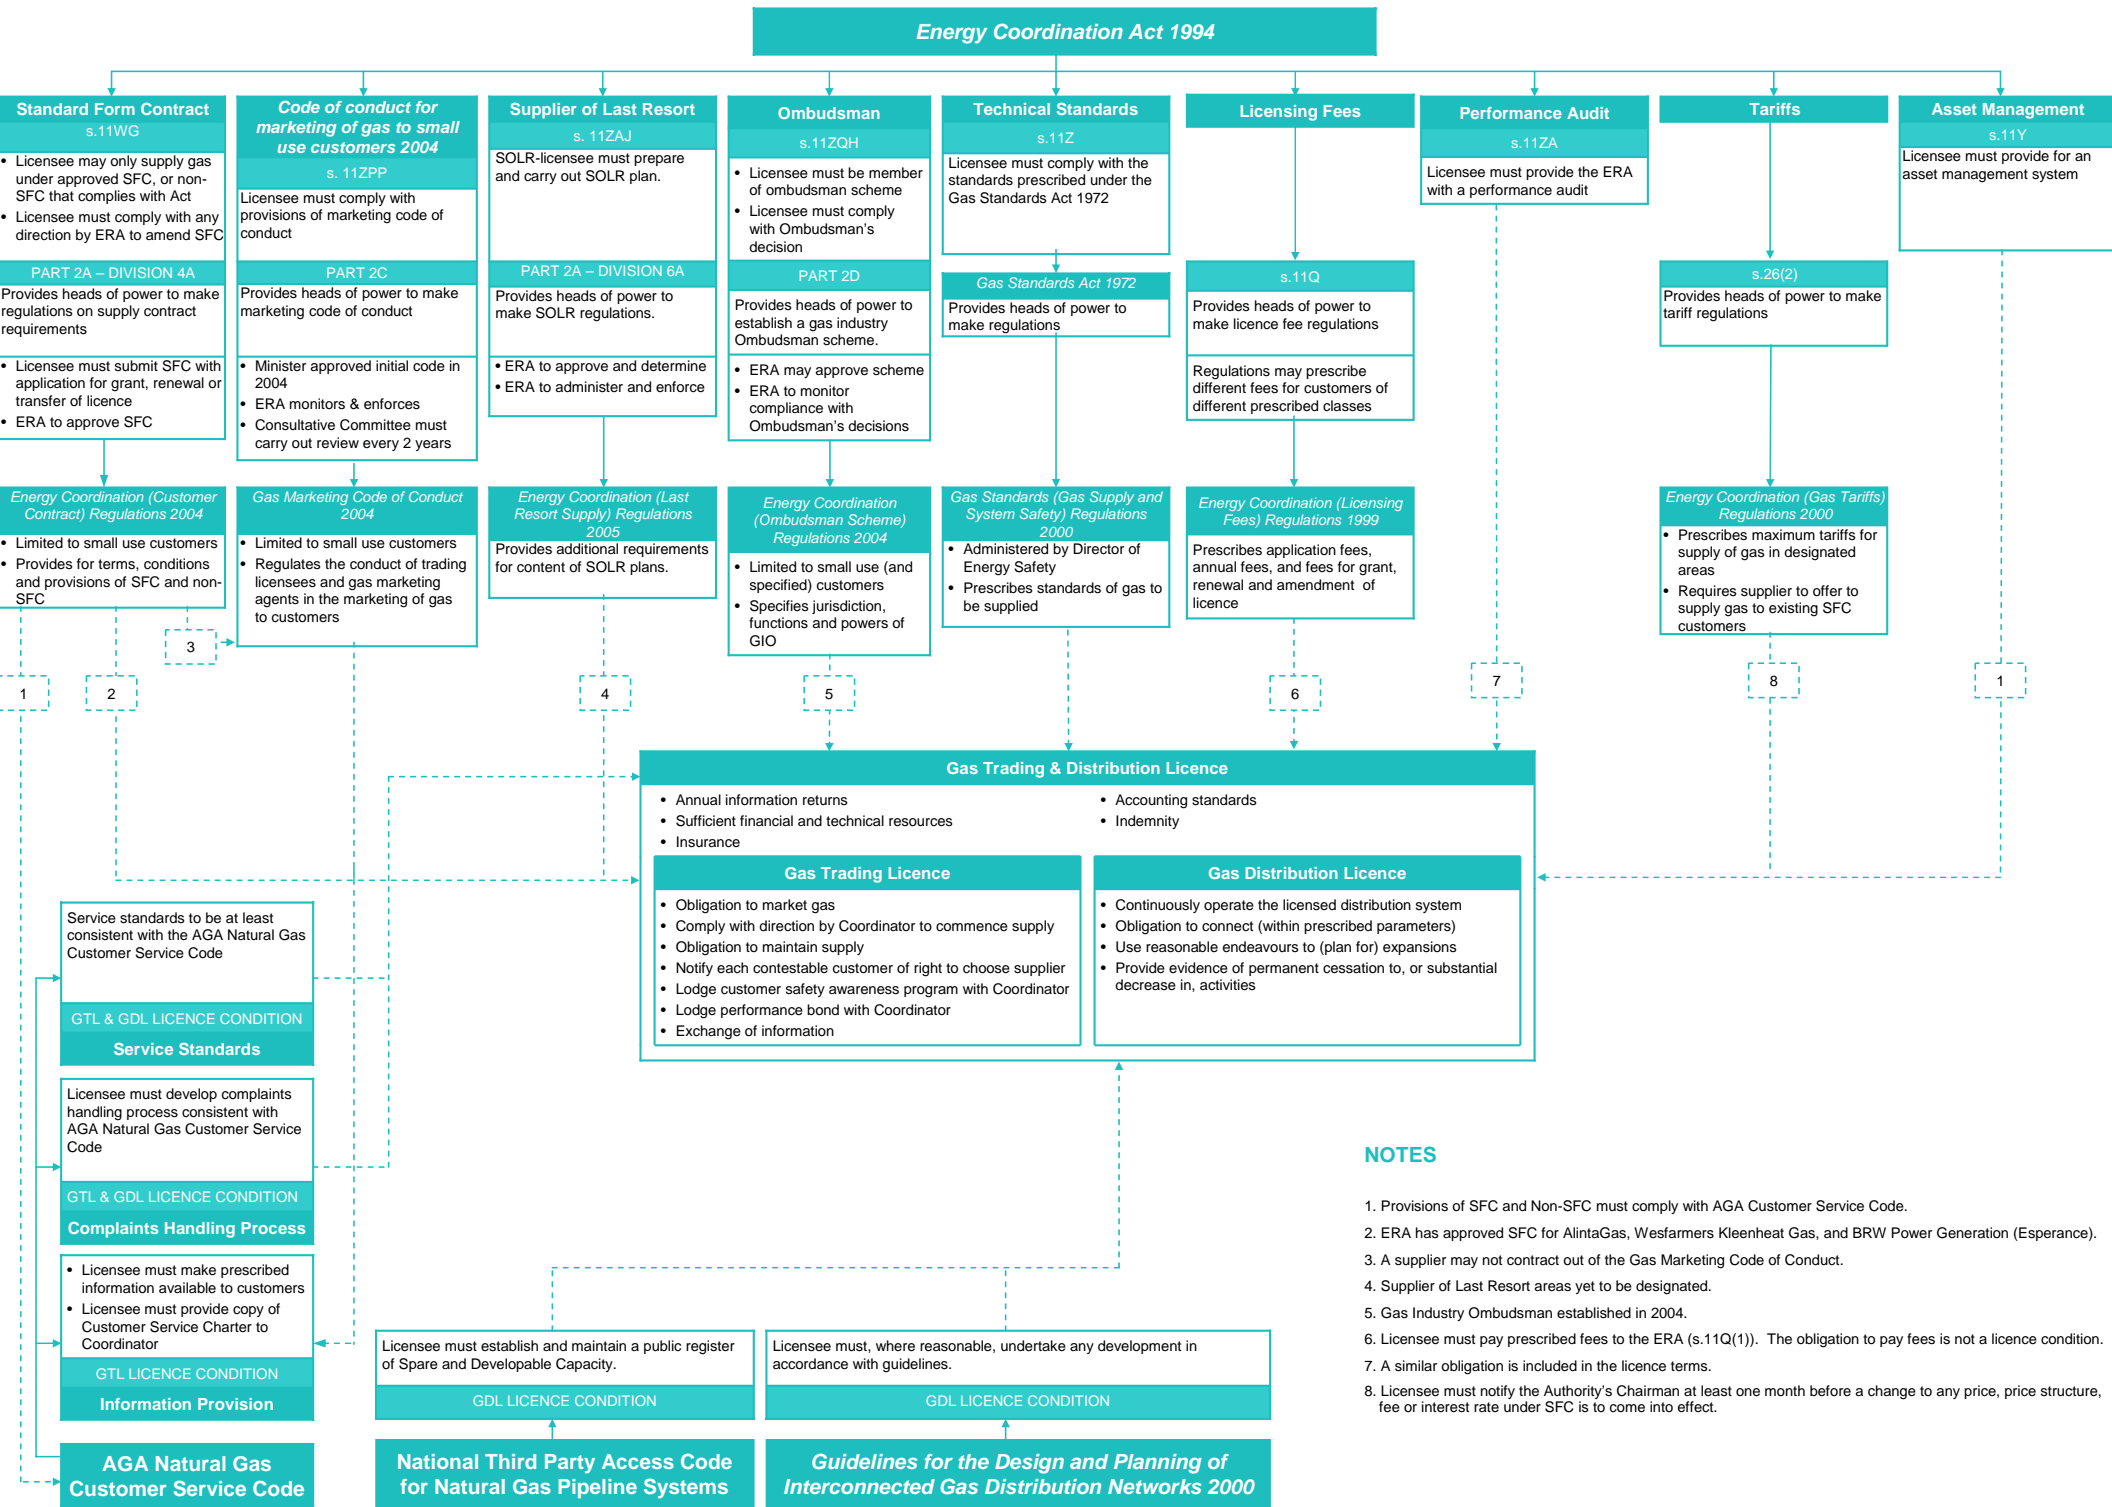 Energy Coordination Act 1994
Standard Form Contract
s.11WG
• Licensee may only supply gas
under approved SFC, or non-
SFC that complies with Act
• Licensee must comply with any
direction by ERA to amend SFC
PART 2A – DIVISION 4A
Provides heads of power to make
regulations on supply contract
requirements
• Licensee must submit SFC with
application for grant, renewal or
transfer of licence
• ERA to approve SFC
Energy Coordination (Customer
Contract) Regulations 2004
• Limited to small use customers
• Provides for terms, conditions
and provisions of SFC and non-
SFC
Code of conduct for
marketing of gas to small
use customers 2004
s. 11ZPP
Licensee must comply with
provisions of marketing code of
conduct
PART 2C
Provides heads of power to make
marketing code of conduct
• Minister approved initial code in
2004
• ERA monitors & enforces
• Consultative Committee must
carry out review every 2 years
Gas Marketing Code of Conduct
2004
• Limited to small use customers
• Regulates the conduct of trading
licensees and gas marketing
agents in the marketing of gas
to customers
Supplier of Last Resort
s. 11ZAJ
SOLR-licensee must prepare
and carry out SOLR plan.
PART 2A – DIVISION 6A
Provides heads of power to
make SOLR regulations.
• ERA to approve and determine
• ERA to administer and enforce
Energy Coordination (Last
Resort Supply) Regulations
2005
Provides additional requirements
for content of SOLR plans.
Ombudsman
s.11ZQH
• Licensee must be member
of ombudsman scheme
• Licensee must comply
with Ombudsman’s
decision
PART 2D
Provides heads of power to
establish a gas industry
Ombudsman scheme.
• ERA may approve scheme
• ERA to monitor
compliance with
Ombudsman’s decisions
Energy Coordination
(Ombudsman Scheme)
Regulations 2004
• Limited to small use (and
specified) customers
• Specifies jurisdiction,
functions and powers of
GIO
Technical Standards
s.11Z
Licensee must comply with the
standards prescribed under the
Gas Standards Act 1972
Gas Standards Act 1972
Provides heads of power to
make regulations
Gas Standards (Gas Supply and
System Safety) Regulations
2000
• Administered by Director of
Energy Safety
• Prescribes standards of gas to
be supplied
Licensing Fees
s.11Q
Provides heads of power to
make licence fee regulations
Regulations may prescribe
different fees for customers of
different prescribed classes
Energy Coordination (Licensing
Fees) Regulations 1999
Prescribes application fees,
annual fees, and fees for grant,
renewal and amendment of
licence
Performance Audit
s.11ZA
Licensee must provide the ERA
with a performance audit
Tariffs
s.26(2)
Provides heads of power to make
tariff regulations
Energy Coordination (Gas Tariffs)
Regulations 2000
• Prescribes maximum tariffs for
supply of gas in designated
areas
• Requires supplier to offer to
supply gas to existing SFC
customers
Asset Management
s.11Y
Licensee must provide for an
asset management system
3
1
2
4
5
6
7
8
1
Gas Trading & Distribution Licence
• Annual information returns
• Sufficient financial and technical resources
• Insurance
• Accounting standards
• Indemnity
Gas Trading Licence
• Obligation to market gas
• Comply with direction by Coordinator to commence supply
• Obligation to maintain supply
• Notify each contestable customer of right to choose supplier
• Lodge customer safety awareness program with Coordinator
• Lodge performance bond with Coordinator
• Exchange of information
Gas Distribution Licence
• Continuously operate the licensed distribution system
• Obligation to connect (within prescribed parameters)
• Use reasonable endeavours to (plan for) expansions
• Provide evidence of permanent cessation to, or substantial
decrease in, activities
Service standards to be at least
consistent with the AGA Natural Gas
Customer Service Code
GTL & GDL LICENCE CONDITION
Service Standards
Licensee must develop complaints
handling process consistent with
AGA Natural Gas Customer Service
Code
GTL & GDL LICENCE CONDITION
Complaints Handling Process
• Licensee must make prescribed
information available to customers
• Licensee must provide copy of
Customer Service Charter to
Coordinator
GTL LICENCE CONDITION
Information Provision
AGA Natural Gas
Customer Service Code
Licensee must establish and maintain a public register
of Spare and Developable Capacity.
GDL LICENCE CONDITION
National Third Party Access Code
for Natural Gas Pipeline Systems
Licensee must, where reasonable, undertake any development in
accordance with guidelines.
GDL LICENCE CONDITION
Guidelines for the Design and Planning of
Interconnected Gas Distribution Networks 2000
NOTES
1. Provisions of SFC and Non-SFC must comply with AGA Customer Service Code.
2. ERA has approved SFC for AlintaGas, Wesfarmers Kleenheat Gas, and BRW Power Generation (Esperance).
3. A supplier may not contract out of the Gas Marketing Code of Conduct.
4. Supplier of Last Resort areas yet to be designated.
5. Gas Industry Ombudsman established in 2004.
6. Licensee must pay prescribed fees to the ERA (s.11Q(1)). The obligation to pay fees is not a licence condition.
7. A similar obligation is included in the licence terms.
8. Licensee must notify the Authority’s Chairman at least one month before a change to any price, price structure,
fee or interest rate under SFC is to come into effect.